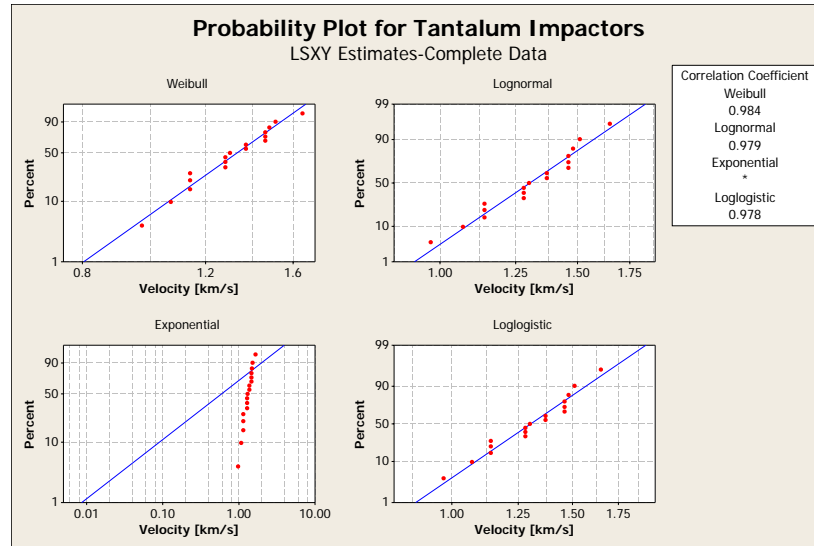 Probability Plot for Tantalum Impactors
LSXY Estimates-Complete Data
Weibull
Percent
90
50
10
1
0.8
1.2
1.6
Velocity [km/s]
Lognormal
Percent
99
90
50
10
1
1.00
1.25
1.50
1.75
Velocity [km/s]
Correlation Coefficient
Weibull
0.984
Lognormal
0.979
Exponential
*
Loglogistic
0.978
Exponential
Percent
90
50
10
1
0.01
0.10
1.00
10.00
Velocity [km/s]
Loglogistic
Percent
99
90
50
10
1
1.00
1.25
1.50
1.75
Velocity [km/s]